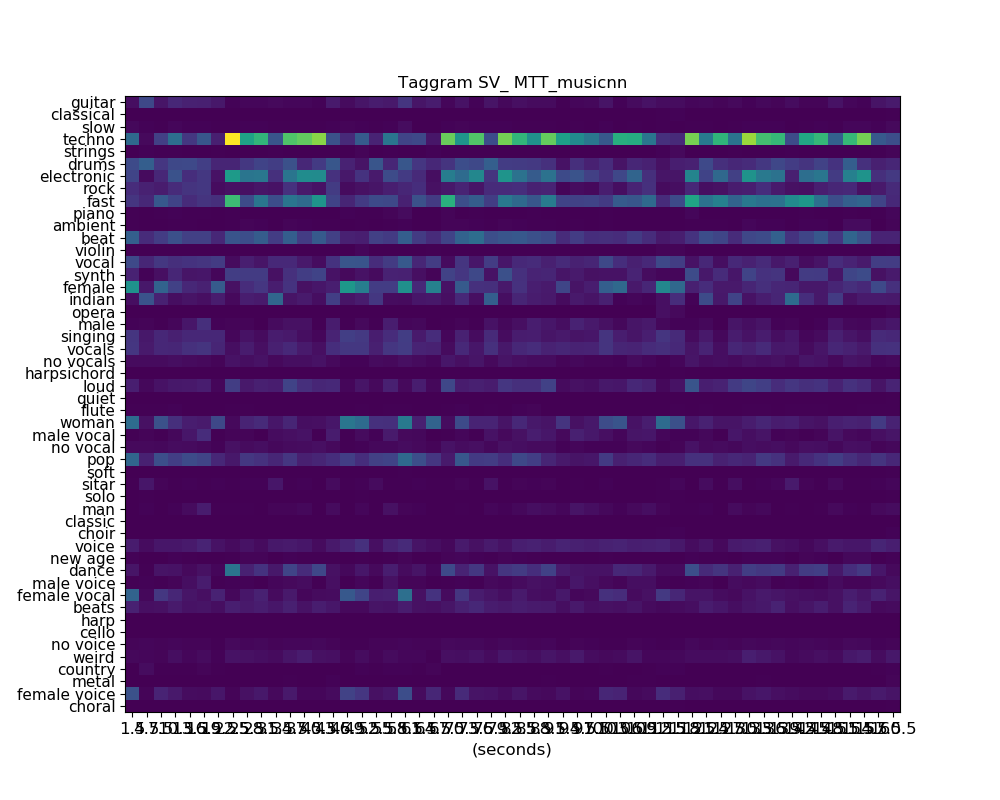 Taggram SV_ MTT_musicnn
guitar
classical
slow
techno
strings
drums
electronic
rock
fast
piano
ambient
beat
violin
vocal
synth
female
indian
opera
male
singing
vocals
no vocals
harpsichord
loud
quiet
flute
woman
male vocal
no vocal
pop
soft
sitar
solo
man
classic
choir
voice
new age
dance
male voice
female vocal
beats
harp
cello
no voice
weird
country
metal
female voice
choral
(seconds)